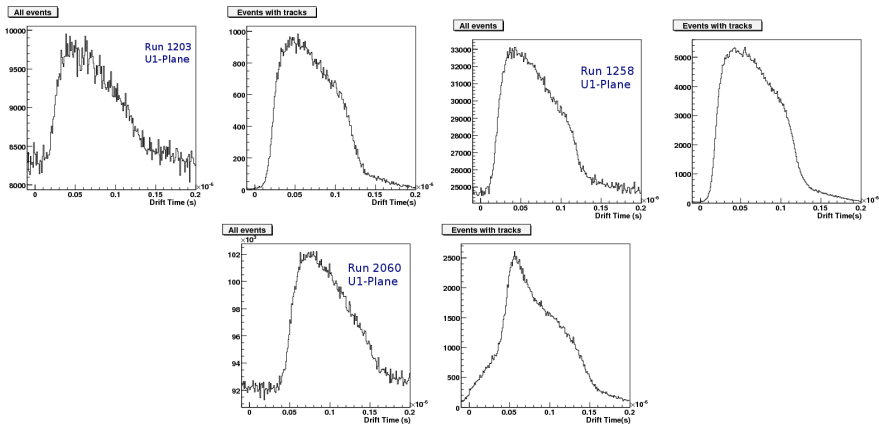 All events
Run 1203
U1-Plane
10000
9500
9000
8500
8000
0 0.05 0.1 0.15 0.2
×10⁻⁶
Drift Time(s)
Events with tracks
1000
800
600
400
200
0
0 0.05 0.1 0.15 0.2
×10⁻⁶
Drift Time(s)
All events
Run 1258
U1-Plane
33000
32000
31000
30000
29000
28000
27000
26000
25000
0 0.05 0.1 0.15 0.2
×10⁻⁶
Drift Time (s)
Events with tracks
5000
4000
3000
2000
1000
0
0 0.05 0.1 0.15 0.2
×10⁻⁶
Drift Time(s)
All events
×10³
Run 2060
U1-Plane
102
100
98
96
94
92
0 0.05 0.1 0.15 0.2
×10⁻⁶
Drift Time (s)
Events with tracks
2500
2000
1500
1000
500
0
0 0.05 0.1 0.15 0.2
×10⁻⁶
Drift Time(s)